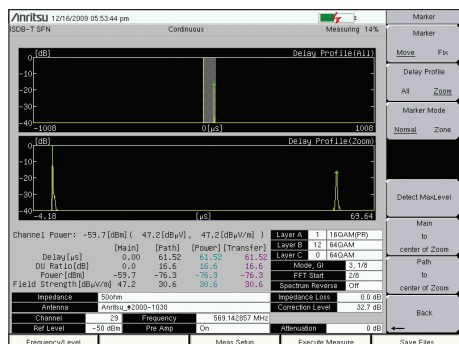 Anritsu 12/16/2009 05:53:44 pm
ISDB-T SFN Continuous Measuring 14%
[dB] Delay Profile(All)
0
-10
-20
-30
-40
-1008 0[μs] 1008
[dB] Delay Profile(Zoom)
0
-10
-20
-30
-40
-4.18 [μs] 69.64
Channel Power: -59.7[dBm]( 47.2[dBμV], 47.2[dBμV/m] )
[Main] [Path] [Power] [Transfer]
Delay[μs] 0.00 61.52 61.52 61.52
DU Ratio[dB] 0.0 16.6 16.6 16.6
Power[dBm] -59.7 -76.3 -76.3 -76.3
Field Strength[dBμV/m] 47.2 30.6 30.6 30.6
Layer A 1 16QAM(PR)
Layer B 12 64QAM
Layer C 0 64QAM
Mode, GI 3, 1/8
FFT Start 2/8
Spectrum Reverse Off
Impedance 50ohm Impedance Loss 0.0 dB
Antenna Anritsu_#2000-1030 Correction Level 32.7 dB
Channel 29 Frequency 569.142857 MHz
Ref Level -50 dBm Pre Amp On Attenuation 0 dB
Frequency/Level Meas Setup Execute Measure Save Files
Marker
Marker
Move Fix
Delay Profile
All Zoom
Marker Mode
Normal Zone
Detect MaxLevel
Main
to
center of Zoom
Path
to
center of Zoom
Back